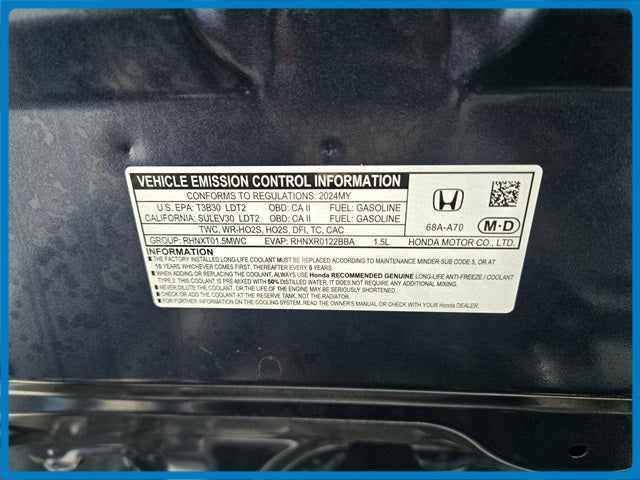 VEHICLE EMISSION CONTROL INFORMATION
CONFORMS TO REGULATIONS: 2024MY
U.S. EPA: T3B30 LDT2 OBD: CA II FUEL: GASOLINE
CALIFORNIA: SULEV30 LDT2 OBD: CA II FUEL: GASOLINE
TWC, WR-HO2S, HO2S, DFI, TC, CAC
GROUP: RHNXT01.5MWC EVAP: RHNXR0122BBA 1.5L
68A-A70
M·D
HONDA MOTOR CO., LTD.
INFORMATION
■ THE FACTORY INSTALLED LONG-LIFE COOLANT MUST BE REPLACED ACCORDING TO MAINTENANCE MINDER SUB CODE 5, OR AT
10 YEARS WHICHEVER COMES FIRST. THEREAFTER REPLACE EVERY 5 YEARS.
■ WHEN ADDING OR REPLACING THE COOLANT, ALWAYS USE Honda RECOMMENDED GENUINE LONG-LIFE ANTI-FREEZE / COOLANT
TYPE 2. THIS COOLANT IS PRE-MIXED WITH 50% DISTILLED WATER. IT DOES NOT REQUIRE ANY ADDITIONAL MIXING.
■ NEVER DILUTE THE COOLANT, OR THE LIFE OF THE ENGINE MAY BE SERIOUSLY SHORTENED.
■ CHECK OR ADD THE COOLANT AT THE RESERVE TANK, NOT THE RADIATOR.
■ FOR FURTHER INFORMATION ON CHANGING COOLANT, READ THE OWNER'S MANUAL OR CHECK WITH YOUR Honda DEALER.